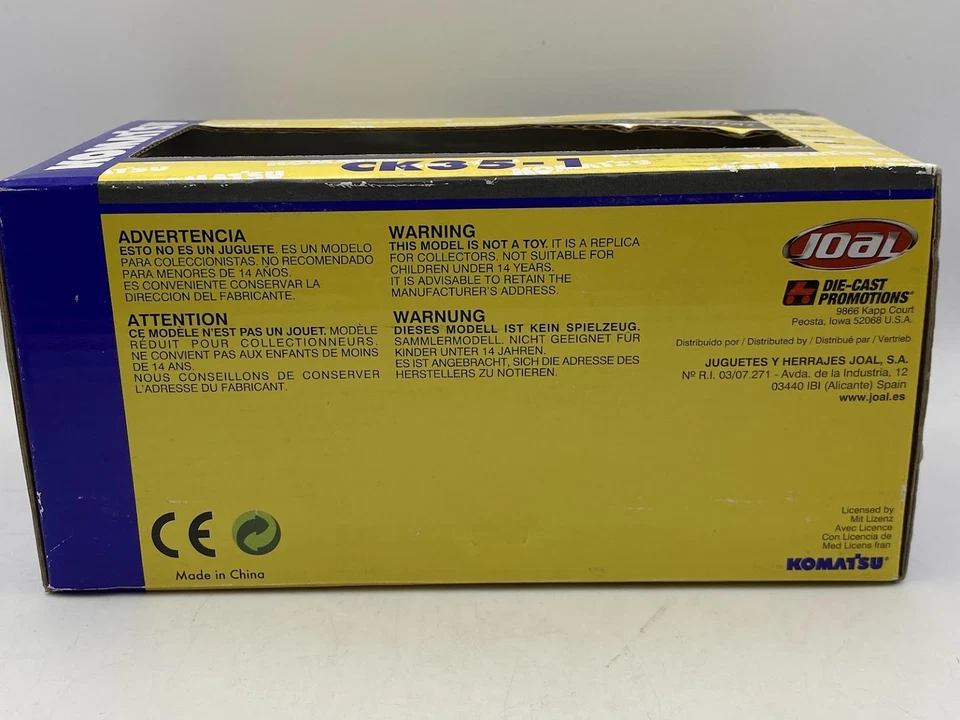 KOMATSU
CK35-1
KOMATSU
ADVERTENCIA
ESTO NO ES UN JUGUETE. ES UN MODELO
PARA COLECCIONISTAS. NO RECOMENDADO
PARA MENORES DE 14 AÑOS.
ES CONVENIENTE CONSERVAR LA
DIRECCION DEL FABRICANTE.
WARNING
THIS MODEL IS NOT A TOY. IT IS A REPLICA
FOR COLLECTORS. NOT SUITABLE FOR
CHILDREN UNDER 14 YEARS.
IT IS ADVISABLE TO RETAIN THE
MANUFACTURER'S ADDRESS.
ATTENTION
CE MODÈLE N'EST PAS UN JOUET. MODÈLE
RÉDUIT POUR COLLECTIONNEURS.
NE CONVIENT PAS AUX ENFANTS DE MOINS
DE 14 ANS.
NOUS CONSEILLONS DE CONSERVER
L'ADRESSE DU FABRICANT.
WARNUNG
DIESES MODELL IST KEIN SPIELZEUG.
SAMMLERMODELL. NICHT GEEIGNET FÜR
KINDER UNTER 14 JAHREN.
ES IST ANGEBRACHT, SICH DIE ADRESSE DES
HERSTELLERS ZU NOTIEREN.
JOAL
DIE-CAST
PROMOTIONS®
9866 Kapp Court
Peosta, Iowa 52068 U.S.A.
Distribuido por / Distributed by / Distribué par / Vertrieb
JUGUETES Y HERRAJES JOAL, S.A.
Nº R.I. 03/07.271 - Avda. de la Industria, 12
03440 IBI (Alicante) Spain
www.joal.es
CE
Made in China
Licensed by
Mit Lizenz
Avec Licence
Con Licencia de
Med Licens fran
KOMATSU®